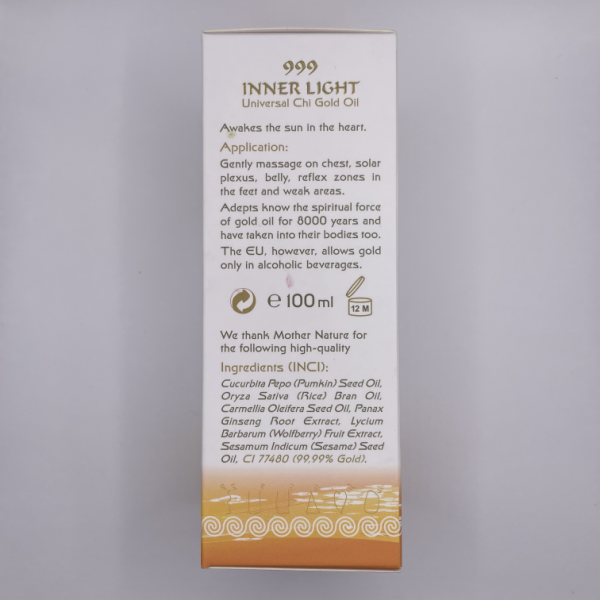 999
INNER LIGHT
Universal Chi Gold Oil
Awakes the sun in the heart.
Application:
Gently massage on chest, solar
plexus, belly, reflex zones in
the feet and weak areas.
Adepts know the spiritual force
of gold oil for 8000 years and
have taken into their bodies too.
The EU, however, allows gold
only in alcoholic beverages.
℮ 100 ml
12 M
We thank Mother Nature for
the following high-quality
Ingredients (INCI):
Cucurbita Pepo (Pumkin) Seed Oil,
Oryza Sativa (Rice) Bran Oil,
Carmellia Oleifera Seed Oil, Panax
Ginseng Root Extract, Lycium
Barbarum (Wolfberry) Fruit Extract,
Sesamum Indicum (Sesame) Seed
Oil, CI 77480 (99,99% Gold).